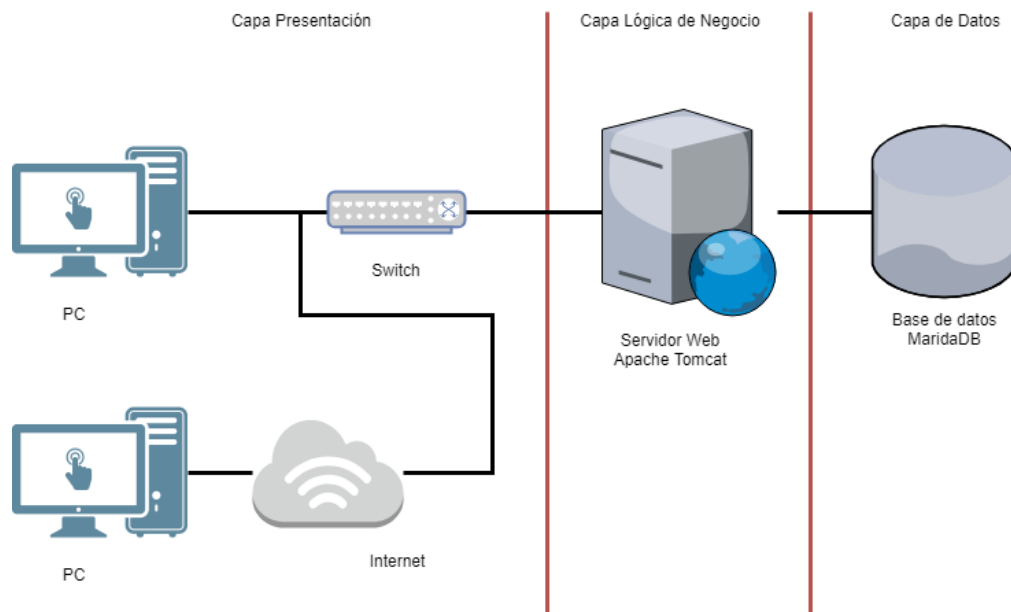 Capa Presentación
Capa Lógica de Negocio
Capa de Datos
PC
Switch
Servidor Web
Apache Tomcat
Base de datos
MaridaDB
PC
Internet